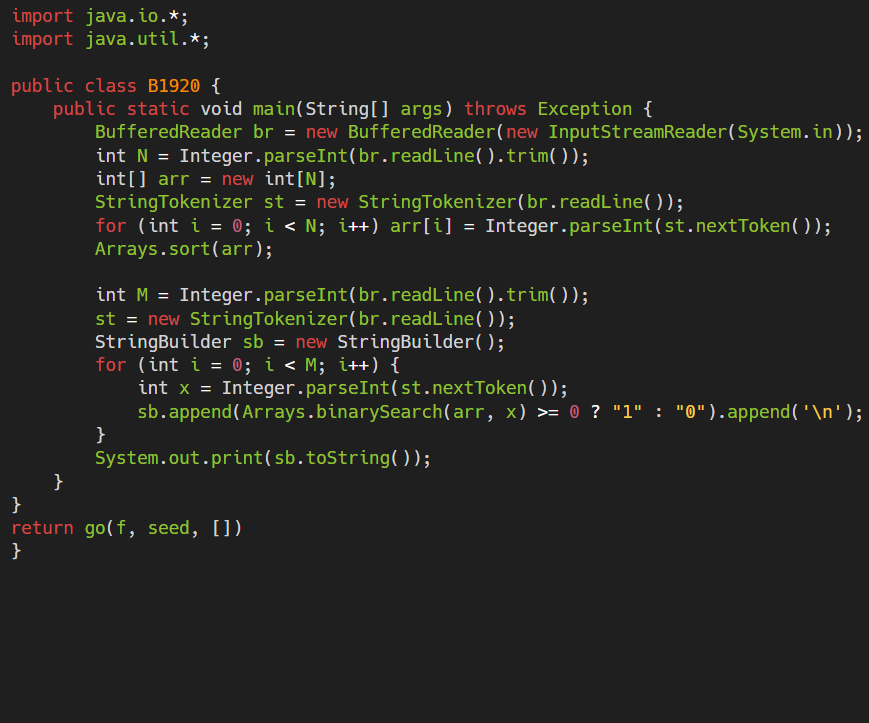 import java.io.*;
import java.util.*;

public class B1920 {
    public static void main(String[] args) throws Exception {
        BufferedReader br = new BufferedReader(new InputStreamReader(System.in));
        int N = Integer.parseInt(br.readLine().trim());
        int[] arr = new int[N];
        StringTokenizer st = new StringTokenizer(br.readLine());
        for (int i = 0; i < N; i++) arr[i] = Integer.parseInt(st.nextToken());
        Arrays.sort(arr);

        int M = Integer.parseInt(br.readLine().trim());
        st = new StringTokenizer(br.readLine());
        StringBuilder sb = new StringBuilder();
        for (int i = 0; i < M; i++) {
            int x = Integer.parseInt(st.nextToken());
            sb.append(Arrays.binarySearch(arr, x) >= 0 ? "1" : "0").append('\n');
        }
        System.out.print(sb.toString());
    }
}
return go(f, seed, [])
}